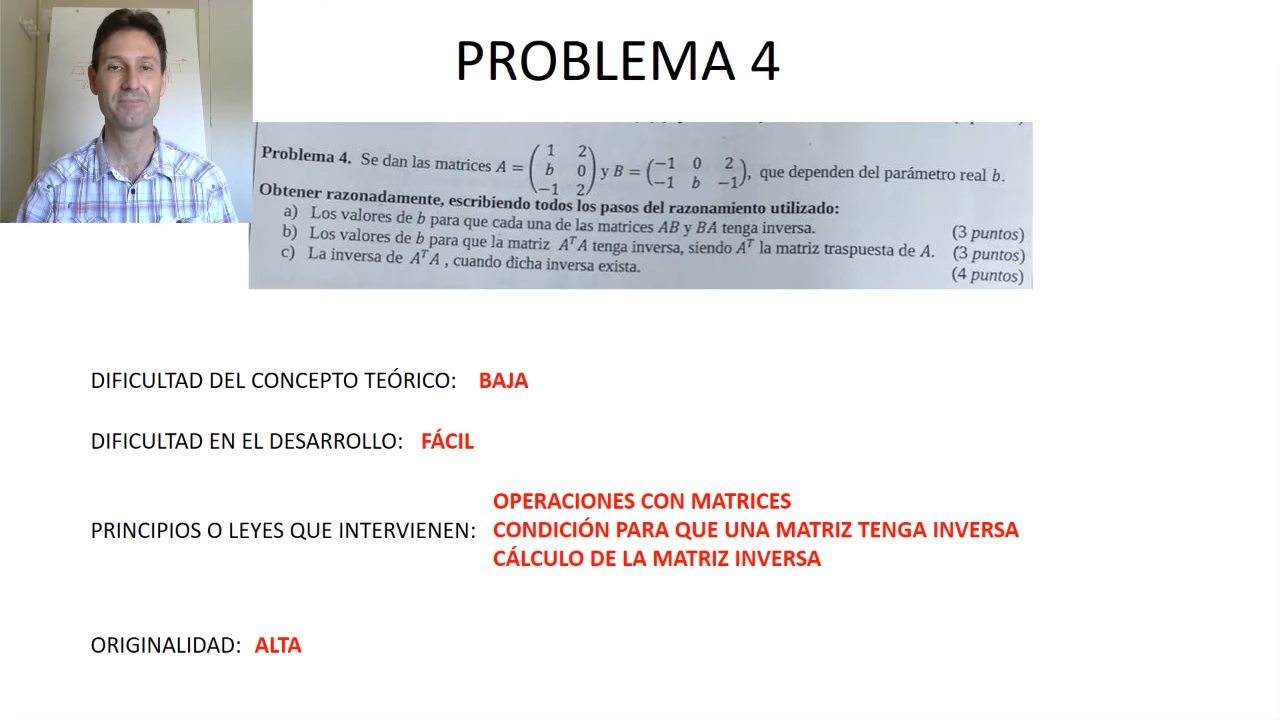 PROBLEMA 4
Problema 4. Se dan las matrices A = ( 1 2 ; b 0 ; −1 2 ) y B = ( −1 0 2 ; −1 b −1 ), que dependen del parámetro real b.
Obtener razonadamente, escribiendo todos los pasos del razonamiento utilizado:
a) Los valores de b para que cada una de las matrices AB y BA tenga inversa. (3 puntos)
b) Los valores de b para que la matriz AᵀA tenga inversa, siendo Aᵀ la matriz traspuesta de A. (3 puntos)
c) La inversa de AᵀA , cuando dicha inversa exista. (4 puntos)
DIFICULTAD DEL CONCEPTO TEÓRICO: BAJA
DIFICULTAD EN EL DESARROLLO: FÁCIL
OPERACIONES CON MATRICES
PRINCIPIOS O LEYES QUE INTERVIENEN: CONDICIÓN PARA QUE UNA MATRIZ TENGA INVERSA
CÁLCULO DE LA MATRIZ INVERSA
ORIGINALIDAD: ALTA